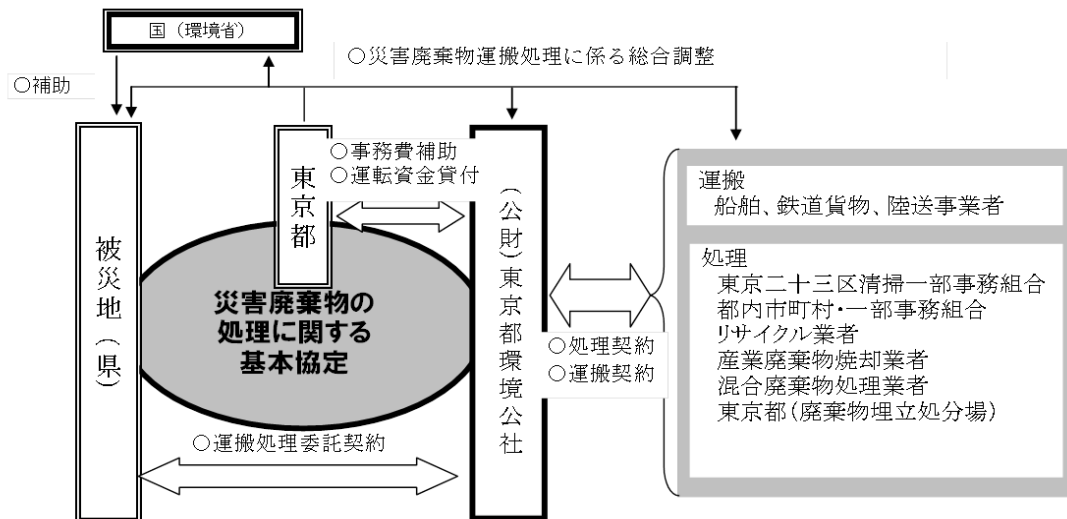 国（環境省）
○災害廃棄物運搬処理に係る総合調整
○補助
被災地（県）
東京都
○事務費補助
○運転資金貸付
（公財）東京都環境公社
災害廃棄物の
処理に関する
基本協定
○運搬処理委託契約
○処理契約
○運搬契約
運搬
船舶、鉄道貨物、陸送事業者
処理
東京二十三区清掃一部事務組合
都内市町村・一部事務組合
リサイクル業者
産業廃棄物焼却業者
混合廃棄物処理業者
東京都（廃棄物埋立処分場）